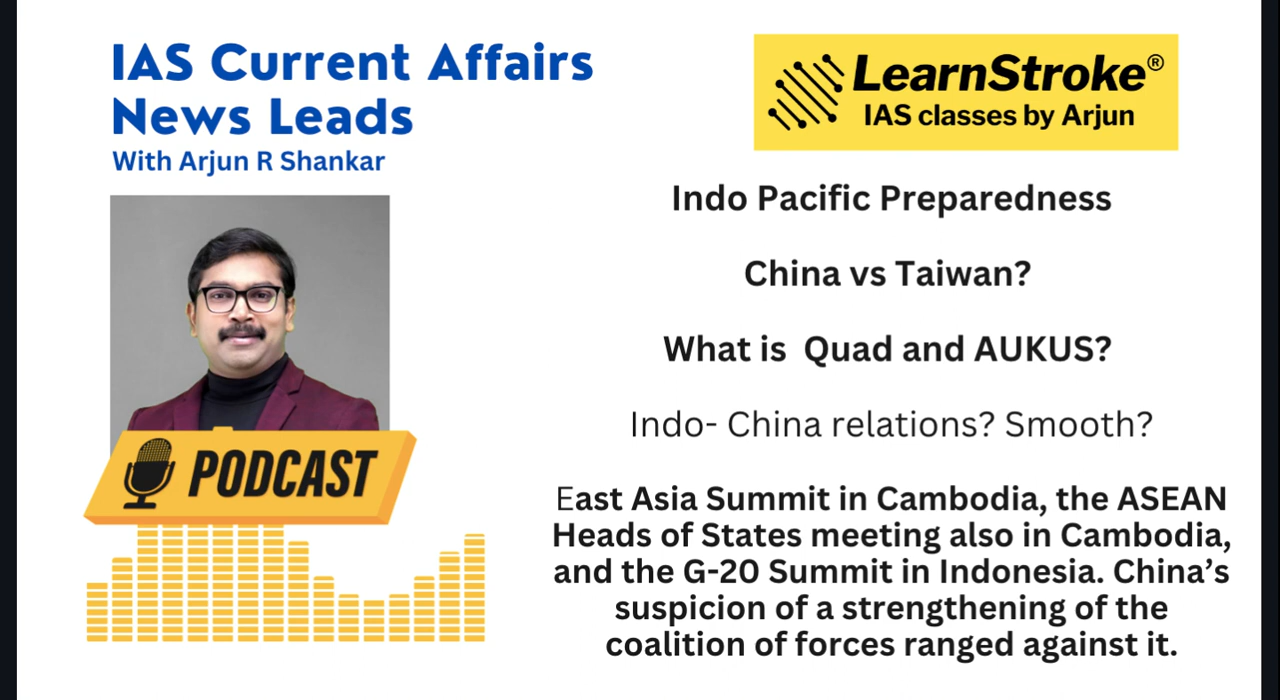 IAS Current Affairs
News Leads
With Arjun R Shankar
PODCAST
LearnStroke®
IAS classes by Arjun
Indo Pacific Preparedness
China vs Taiwan?
What is  Quad and AUKUS?
Indo- China relations? Smooth?
East Asia Summit in Cambodia, the ASEAN
Heads of States meeting also in Cambodia,
and the G-20 Summit in Indonesia. China’s
suspicion of a strengthening of the
coalition of forces ranged against it.